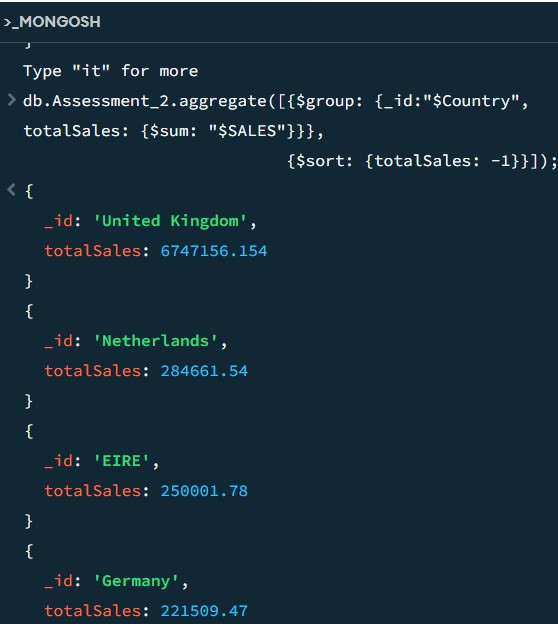 >_MONGOSH
}
Type "it" for more
> db.Assessment_2.aggregate([{$group: {_id:"$Country",
totalSales: {$sum: "$SALES"}}},
{$sort: {totalSales: -1}}]);
< {
_id: 'United Kingdom',
totalSales: 6747156.154
}
{
_id: 'Netherlands',
totalSales: 284661.54
}
{
_id: 'EIRE',
totalSales: 250001.78
}
{
_id: 'Germany',
totalSales: 221509.47